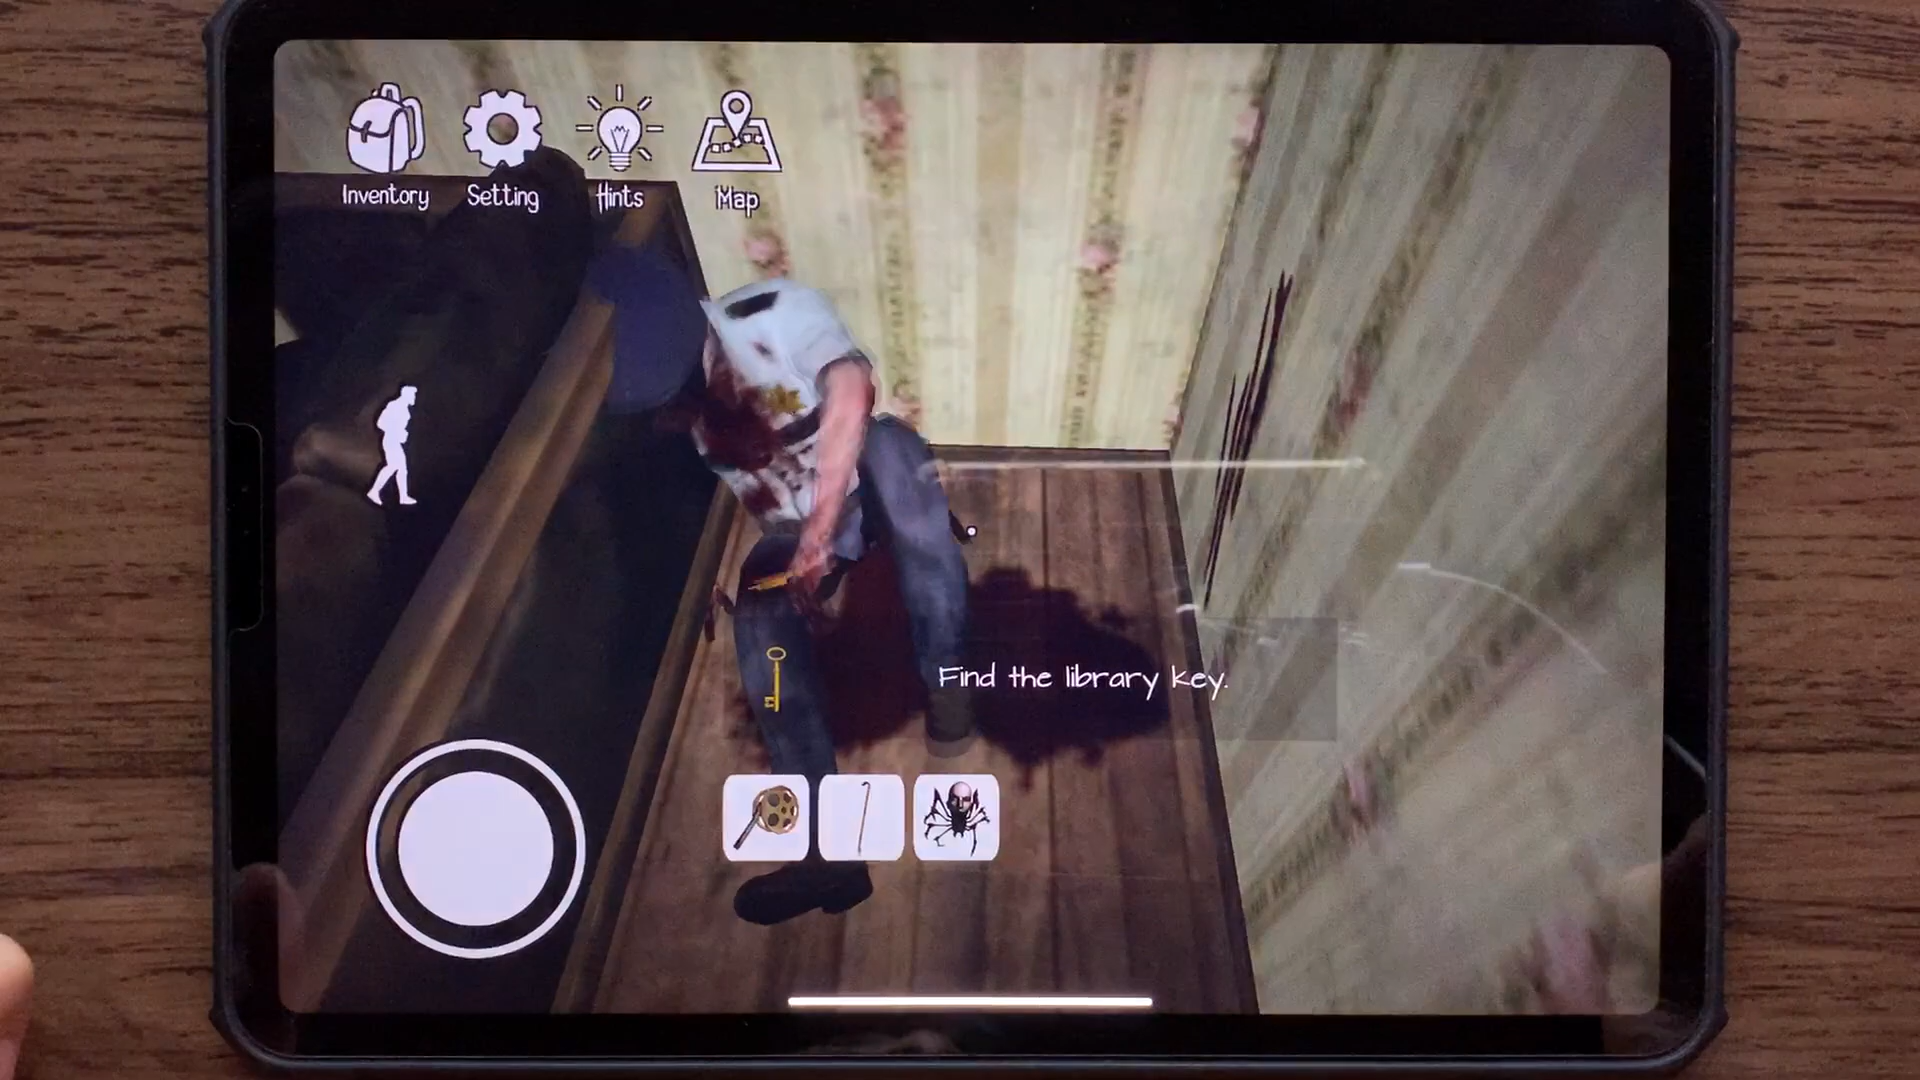 Inventory
Setting
Hints
Map
Find the library key.